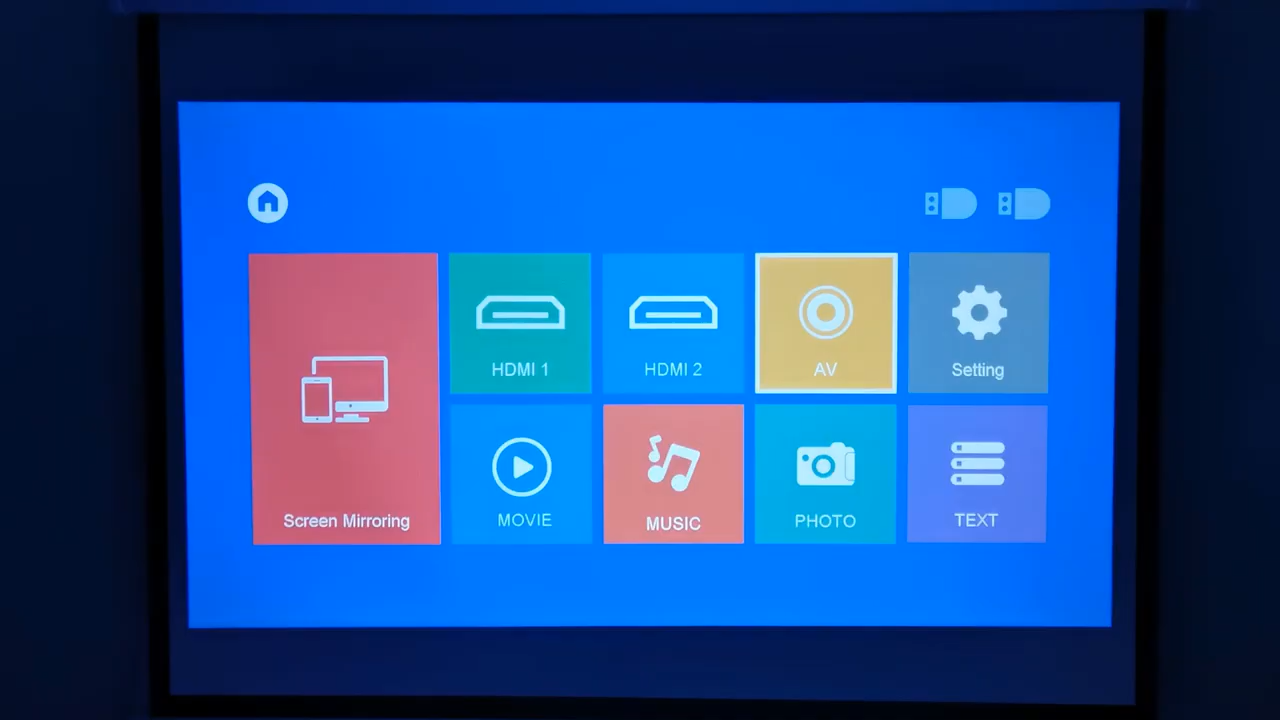 HDMI 1
HDMI 2
AV
Setting
Screen Mirroring
MOVIE
MUSIC
PHOTO
TEXT